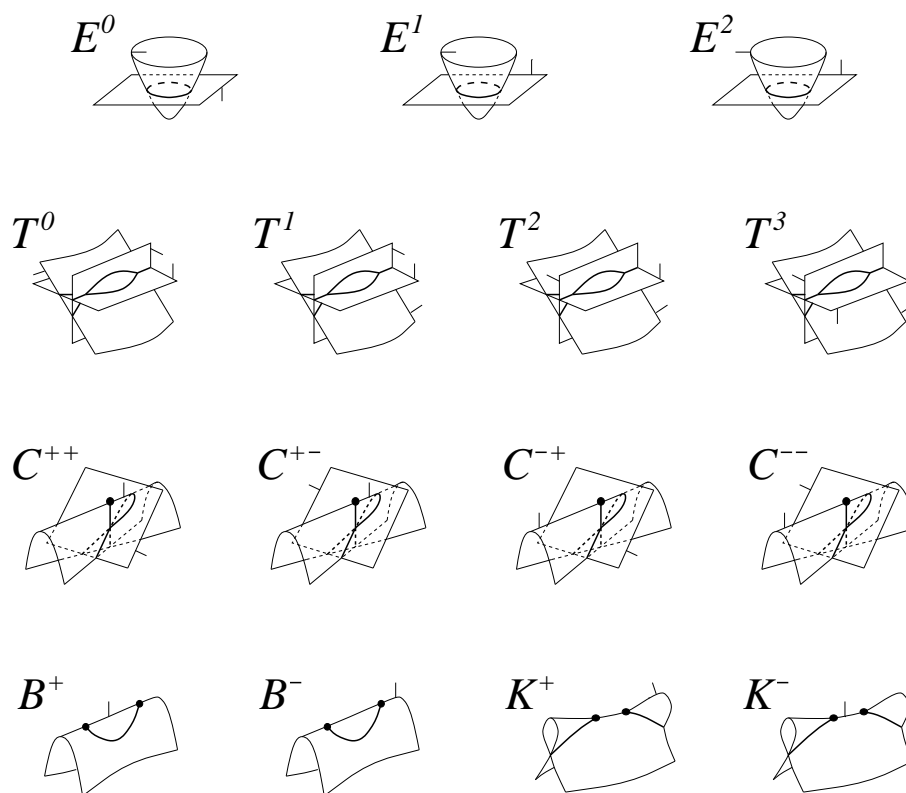 E^0 E^1 E^2
T^0 T^1 T^2 T^3
C^{++} C^{+-} C^{-+} C^{--}
B^+ B^- K^+ K^-